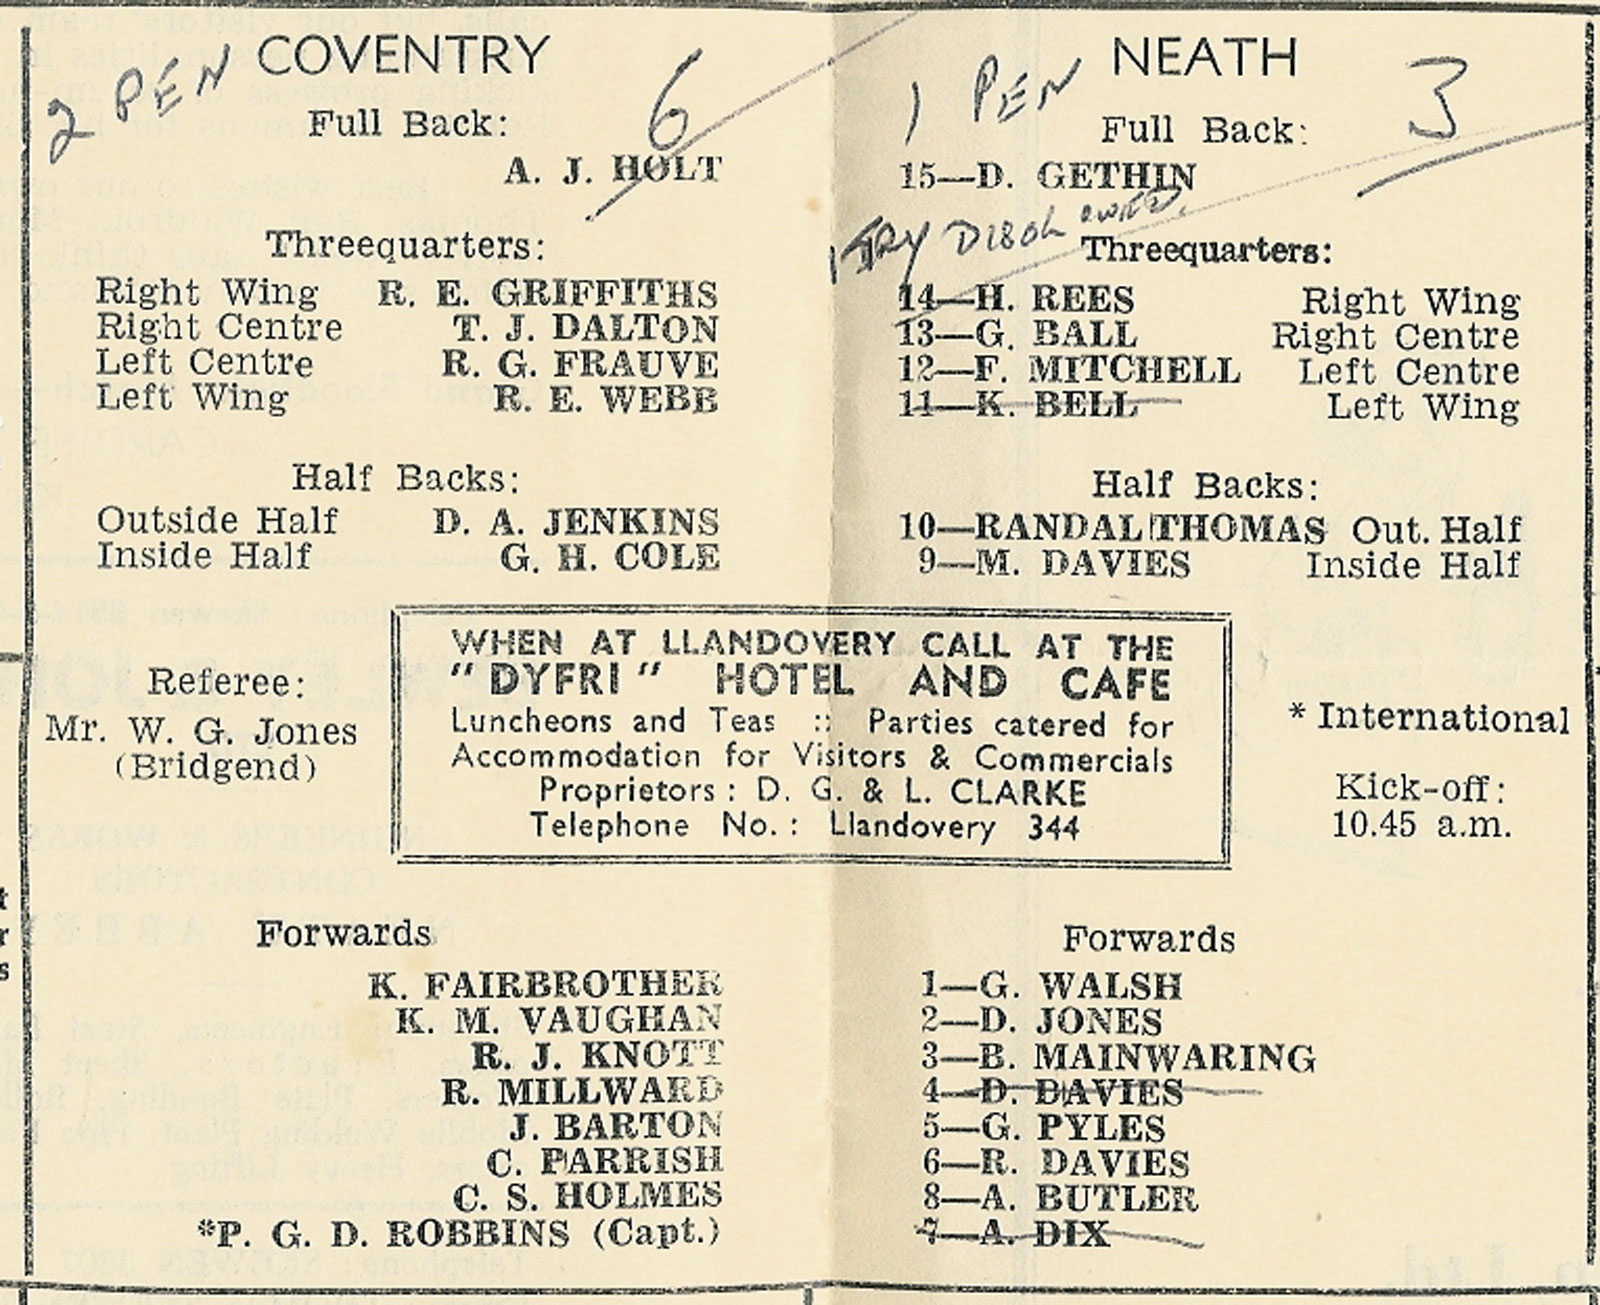 COVENTRY
2 PEN
6
Full Back:
A. J. HOLT
Threequarters:
Right Wing R. E. GRIFFITHS
Right Centre T. J. DALTON
Left Centre R. G. FRAUVE
Left Wing R. E. WEBB
Half Backs:
Outside Half D. A. JENKINS
Inside Half G. H. COLE
NEATH
1 PEN
3
Full Back:
15—D. GETHIN
1 TRY DISALOWED.
Threequarters:
14—H. REES Right Wing
13—G. BALL Right Centre
12—F. MITCHELL Left Centre
11—K. BELL Left Wing
Half Backs:
10—RANDAL THOMAS Out. Half
9—M. DAVIES Inside Half
Referee:
Mr. W. G. Jones
(Bridgend)
WHEN AT LLANDOVERY CALL AT THE
"DYFRI" HOTEL AND CAFE
Luncheons and Teas :: Parties catered for
Accommodation for Visitors & Commercials
Proprietors: D. G. & L. CLARKE
Telephone No.: Llandovery 344
* International
Kick-off:
10.45 a.m.
Forwards
K. FAIRBROTHER
K. M. VAUGHAN
R. J. KNOTT
R. MILLWARD
J. BARTON
C. PARRISH
C. S. HOLMES
*P. G. D. ROBBINS (Capt.)
Forwards
1—G. WALSH
2—D. JONES
3—B. MAINWARING
4—D. DAVIES
5—G. PYLES
6—R. DAVIES
8—A. BUTLER
7—A. DIX